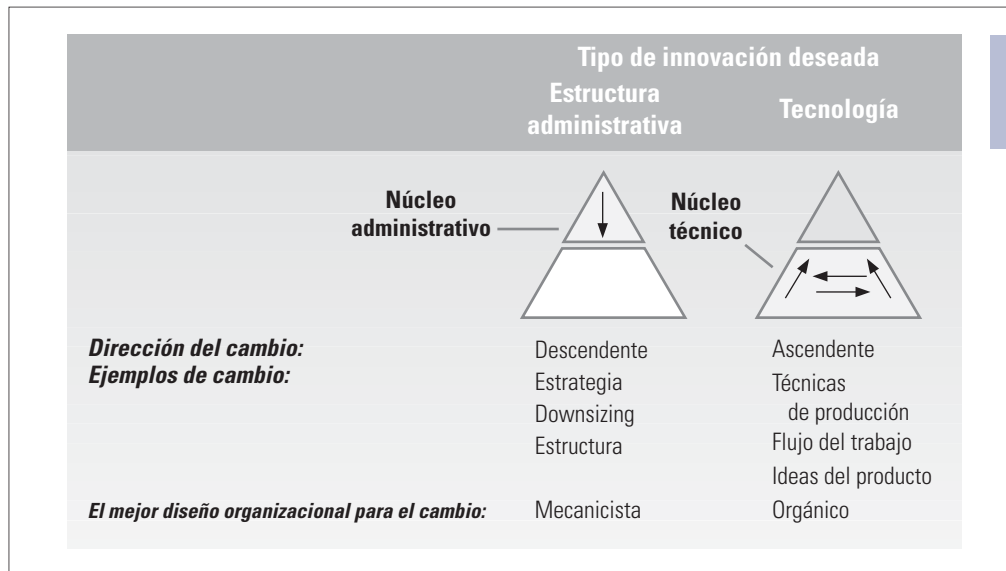 Tipo de innovación deseada
Estructura
administrativa
Tecnología
Núcleo
administrativo
Núcleo
técnico
Dirección del cambio:
Descendente
Ascendente
Ejemplos de cambio:
Estrategia
Downsizing
Estructura
Técnicas
de producción
Flujo del trabajo
Ideas del producto
El mejor diseño organizacional para el cambio:
Mecanicista
Orgánico